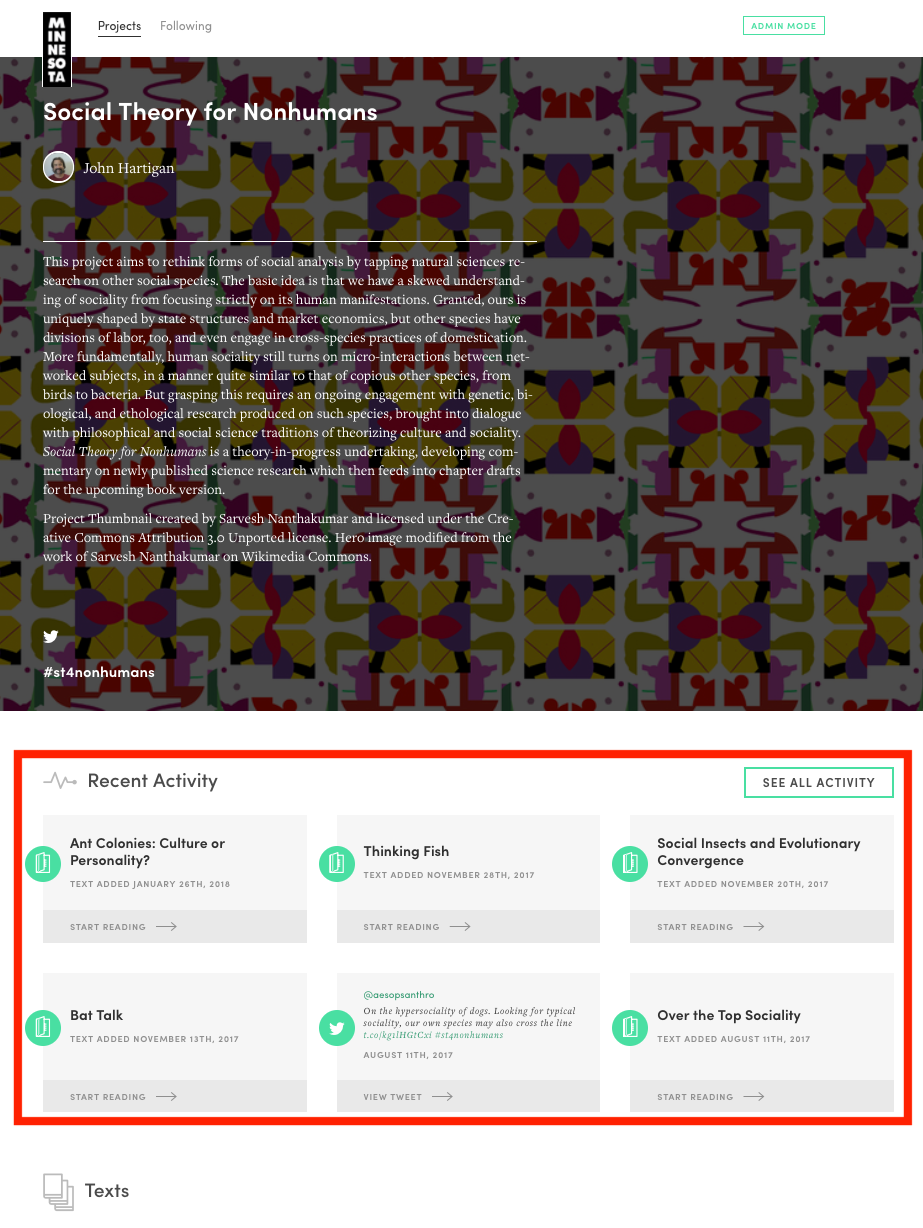 MINNESOTA
Projects
Following
ADMIN MODE
Social Theory for Nonhumans
John Hartigan
This project aims to rethink forms of social analysis by tapping natural sciences re-
search on other social species. The basic idea is that we have a skewed understand-
ing of sociality from focusing strictly on its human manifestations. Granted, ours is
uniquely shaped by state structures and market economics, but other species have
divisions of labor, too, and even engage in cross-species practices of domestication.
More fundamentally, human sociality still turns on micro-interactions between net-
worked subjects, in a manner quite similar to that of copious other species, from
birds to bacteria. But grasping this requires an ongoing engagement with genetic, bi-
ological, and ethological research produced on such species, brought into dialogue
with philosophical and social science traditions of theorizing culture and sociality.
Social Theory for Nonhumans is a theory-in-progress undertaking, developing com-
mentary on newly published science research which then feeds into chapter drafts
for the upcoming book version.
Project Thumbnail created by Sarvesh Nanthakumar and licensed under the Cre-
ative Commons Attribution 3.0 Unported license. Hero image modified from the
work of Sarvesh Nanthakumar on Wikimedia Commons.
#st4nonhumans
Recent Activity
SEE ALL ACTIVITY
Ant Colonies: Culture or
Personality?
TEXT ADDED JANUARY 26TH, 2018
START READING
Thinking Fish
TEXT ADDED NOVEMBER 28TH, 2017
START READING
Social Insects and Evolutionary
Convergence
TEXT ADDED NOVEMBER 20TH, 2017
START READING
Bat Talk
TEXT ADDED NOVEMBER 13TH, 2017
START READING
@aesopsanthro
On the hypersociality of dogs. Looking for typical
sociality, our own species may also cross the line
t.co/kg1lHGtCxi #st4nonhumans
AUGUST 11TH, 2017
VIEW TWEET
Over the Top Sociality
TEXT ADDED AUGUST 11TH, 2017
START READING
Texts